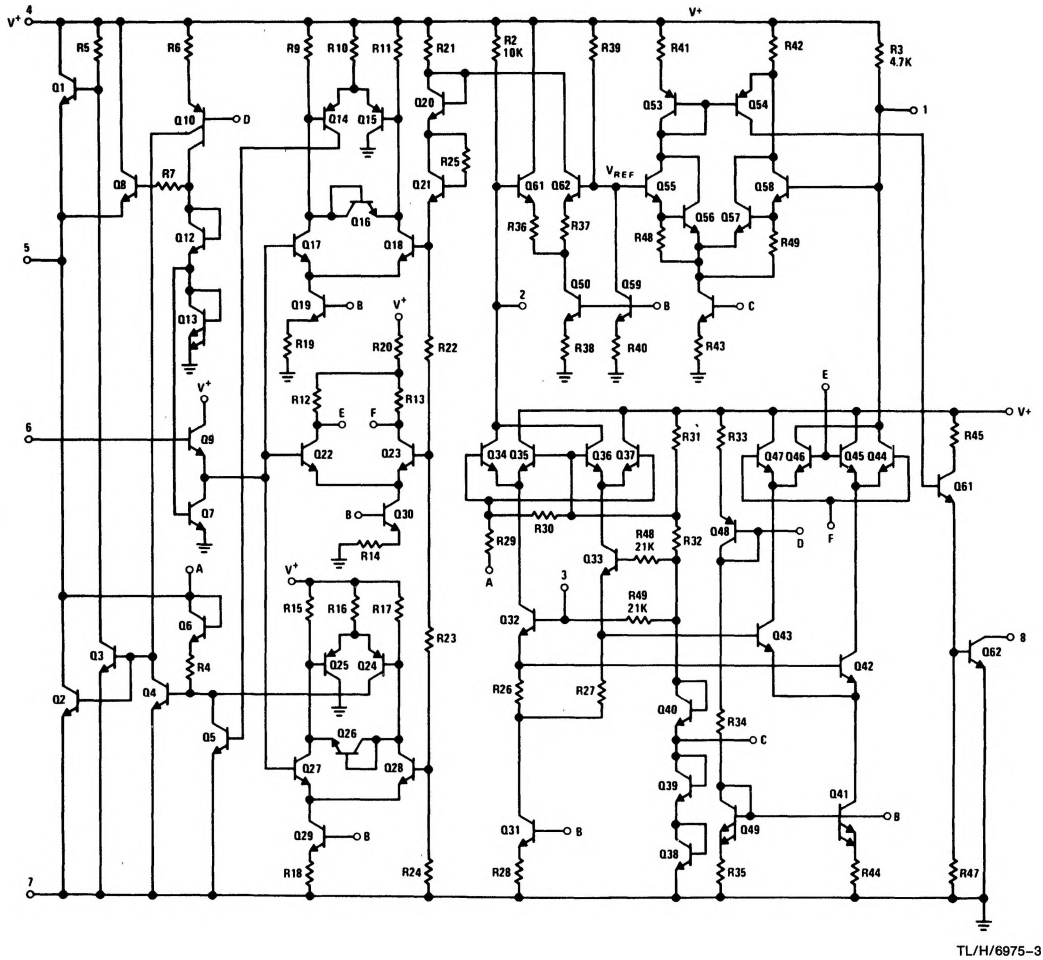 V+ 4
V+
R5
R6
R9
R10
R11
R21
R2
10K
R39
R41
R42
R3
4.7K
1
Q1
Q10
D
Q14
Q15
Q20
Q53
Q54
Q8
R7
R25
Q21
VREF
Q61
Q62
Q55
Q56
Q57
Q58
Q12
Q16
R36
R37
R48
R49
5
Q17
Q18
Q13
Q19
B
Q50
Q59
B
C
2
R19
V+
R20
R22
R38
R40
R43
V+
R12
R13
E
E
F
V+
6
Q9
Q22
Q23
Q34
Q35
Q36
Q37
R31
R33
Q47
Q46
Q45
Q44
R45
Q61
Q7
B
Q30
R30
R14
R29
A
Q33
R48
21K
R32
Q48
D
F
A
V+
R15
R16
R17
R23
3
R49
21K
Q6
Q32
Q43
Q62
8
Q3
R4
Q25
Q24
Q42
Q2
Q4
R26
R27
Q40
Q5
Q26
C
R34
Q27
Q28
Q39
Q41
Q29
B
Q31
B
Q38
Q49
B
7
R18
R24
R28
R35
R44
R47
TL/H/6975–3